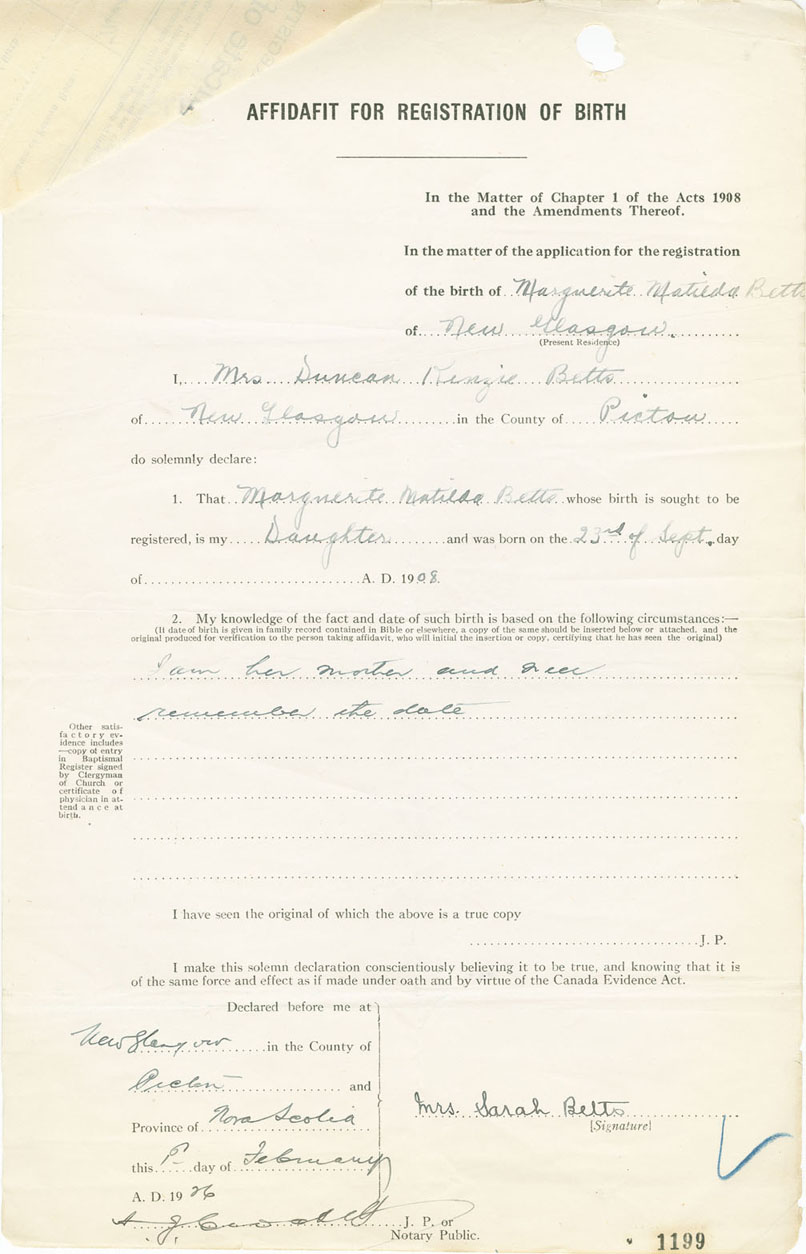 AFFIDAFIT FOR REGISTRATION OF BIRTH
In the Matter of Chapter 1 of the Acts 1908
and the Amendments Thereof.
In the matter of the application for the registration
of the birth of Marguerite Matilda Betts
of New Glasgow
(Present Residence)
I, Mrs. Duncan Kenzie Betts
of New Glasgow in the County of Pictou
do solemnly declare:
1. That Marguerite Matilda Betts whose birth is sought to be
registered, is my Daughter and was born on the 23rd of Sept. day
of A. D. 1908.
2. My knowledge of the fact and date of such birth is based on the following circumstances:—
(If date of birth is given in family record contained in Bible or elsewhere, a copy of the same should be inserted below or attached, and the
original produced for verification to the person taking affidavit, who will initial the insertion or copy, certifying that he has seen the original)
I am her mother and
remember the date
Other satis-
factory ev-
idence includes
—copy of entry
in Baptismal
Register signed
by Clergyman
of Church or
certificate of
physician in at-
tendance at
birth.
I have seen the original of which the above is a true copy
J. P.
I make this solemn declaration conscientiously believing it to be true, and knowing that it is
of the same force and effect as if made under oath and by virtue of the Canada Evidence Act.
Declared before me at
New Glasgow in the County of
Pictou and
Province of Nova Scotia
this day of February
A. D. 1926
Mrs. Sarah Betts
[Signature]
J. P. or
Notary Public.
1199